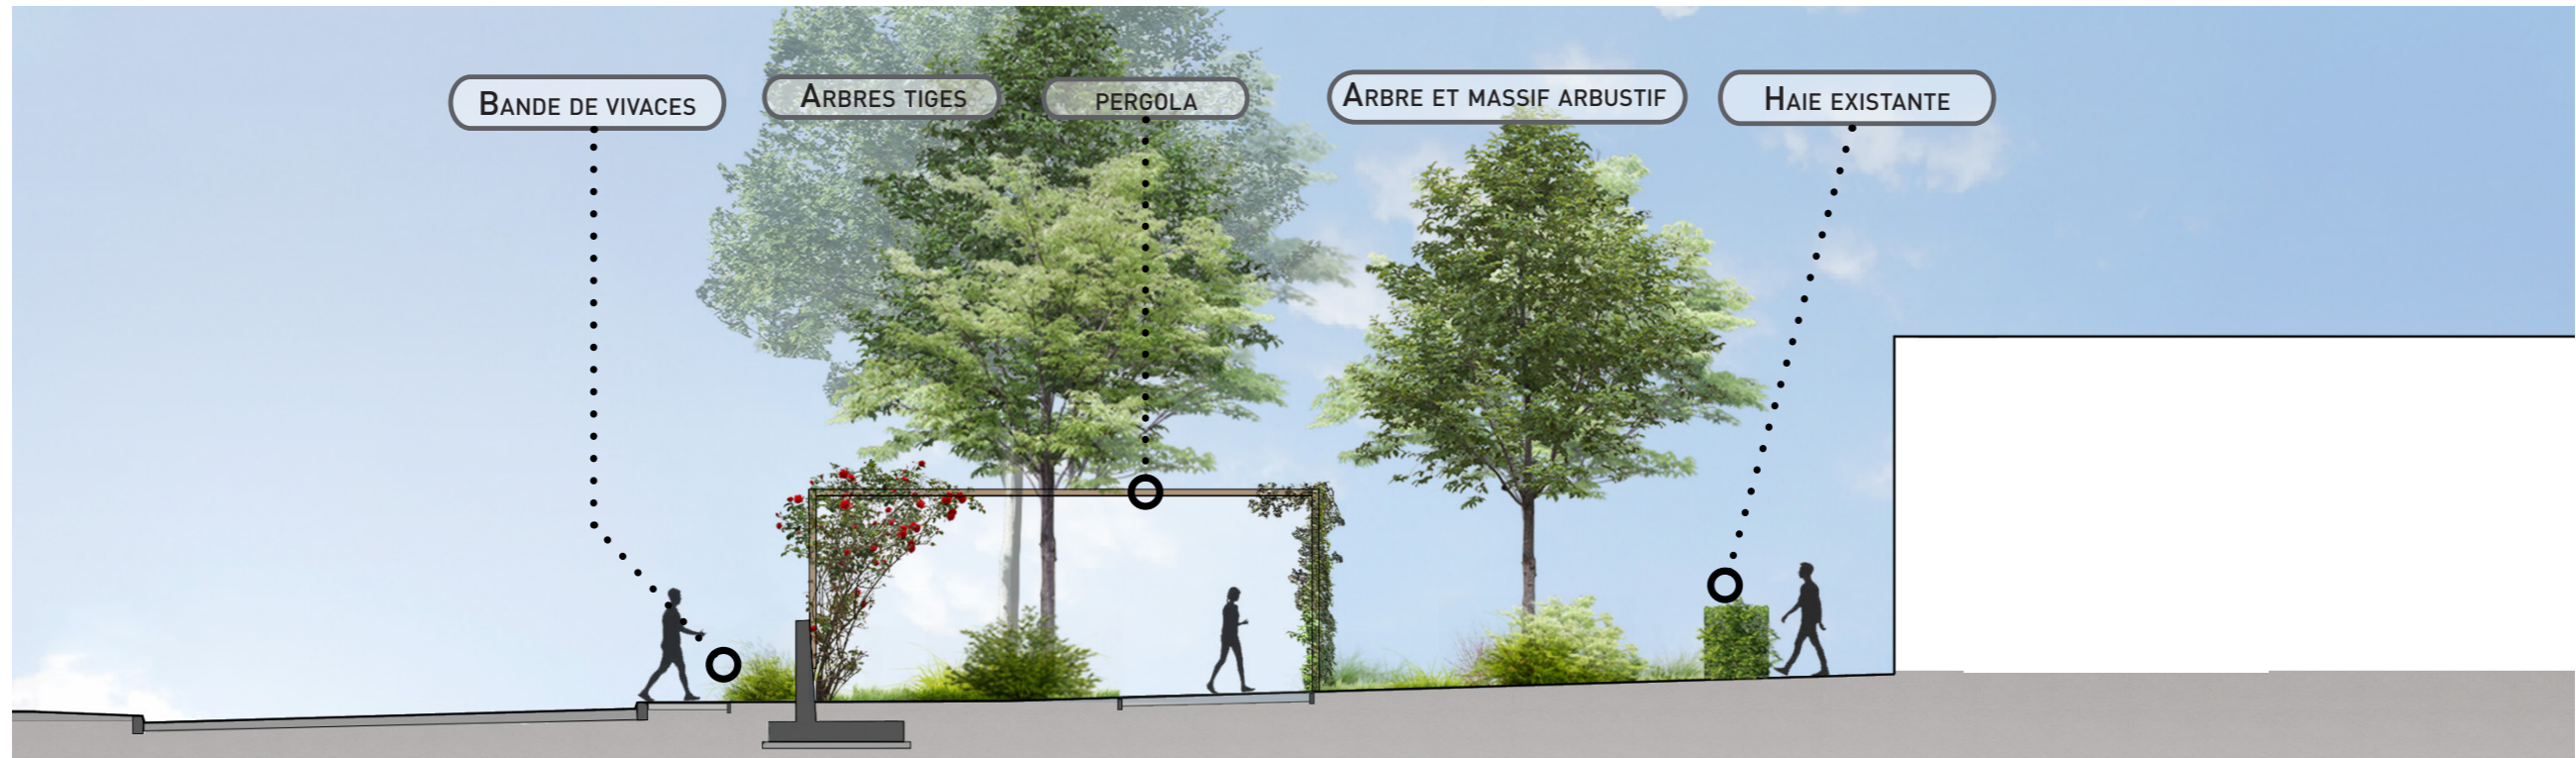 BANDE DE VIVACES
ARBRES TIGES
PERGOLA
ARBRE ET MASSIF ARBUSTIF
HAIE EXISTANTE